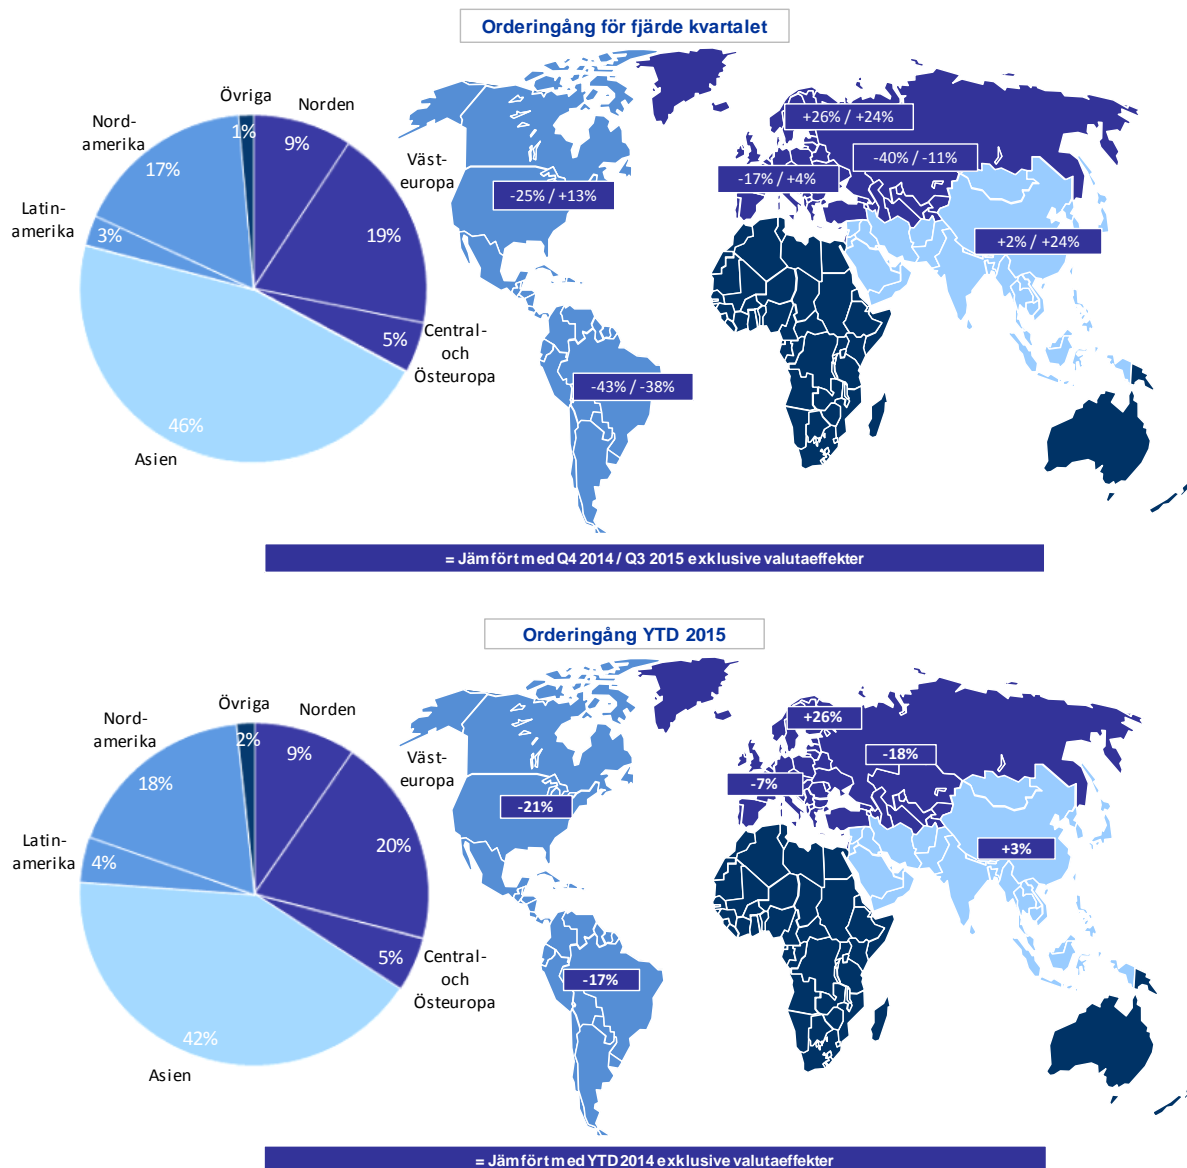 Orderingång för fjärde kvartalet
Övriga
Norden
Nord-
amerika
1%
9%
17%
Väst-
europa
Latin-
amerika
3%
19%
5%
Central-
och
Östeuropa
46%
Asien
+26% / +24%
-40% / -11%
-17% / +4%
-25% / +13%
+2% / +24%
-43% / -38%
= Jämfört med Q4 2014 / Q3 2015 exklusive valutaeffekter
Orderingång YTD 2015
Övriga
Norden
Nord-
amerika
2%
9%
18%
Väst-
europa
Latin-
amerika
4%
20%
5%
Central-
och
Östeuropa
42%
Asien
+26%
-18%
-7%
-21%
+3%
-17%
= Jämfört med YTD 2014 exklusive valutaeffekter